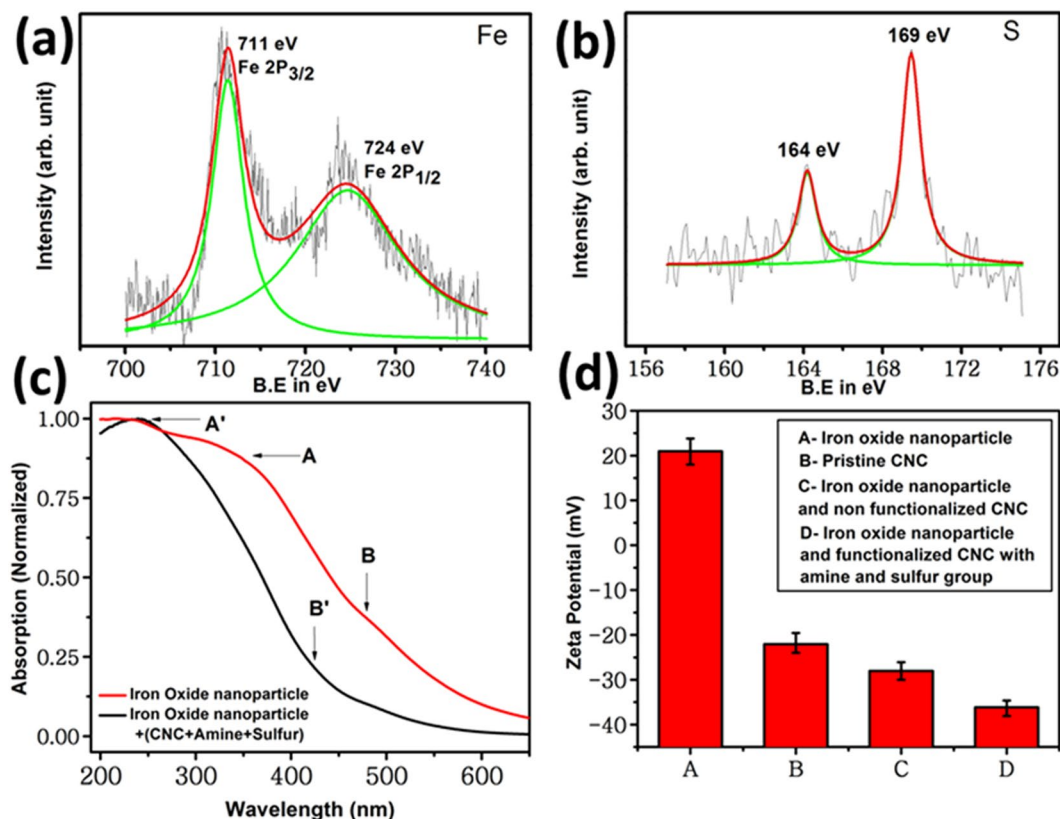 (a)
Fe
711 eV
Fe 2P3/2
724 eV
Fe 2P1/2
Intensity (arb. unit)
700 710 720 730 740
B.E in eV
(b)
S
169 eV
164 eV
Intensity (arb. unit)
156 160 164 168 172 176
B.E in eV
(c)
A'
A
B
B'
1.00
0.75
0.50
0.25
0.00
Absorption (Normalized)
Iron Oxide nanoparticle
Iron Oxide nanoparticle
+(CNC+Amine+Sulfur)
200 300 400 500 600
Wavelength (nm)
(d)
30
20
10
0
-10
-20
-30
-40
Zeta Potential (mV)
A- Iron oxide nanoparticle
B- Pristine CNC
C- Iron oxide nanoparticle
and non functionalized CNC
D- Iron oxide nanoparticle
and functionalized CNC with
amine and sulfur group
A B C D